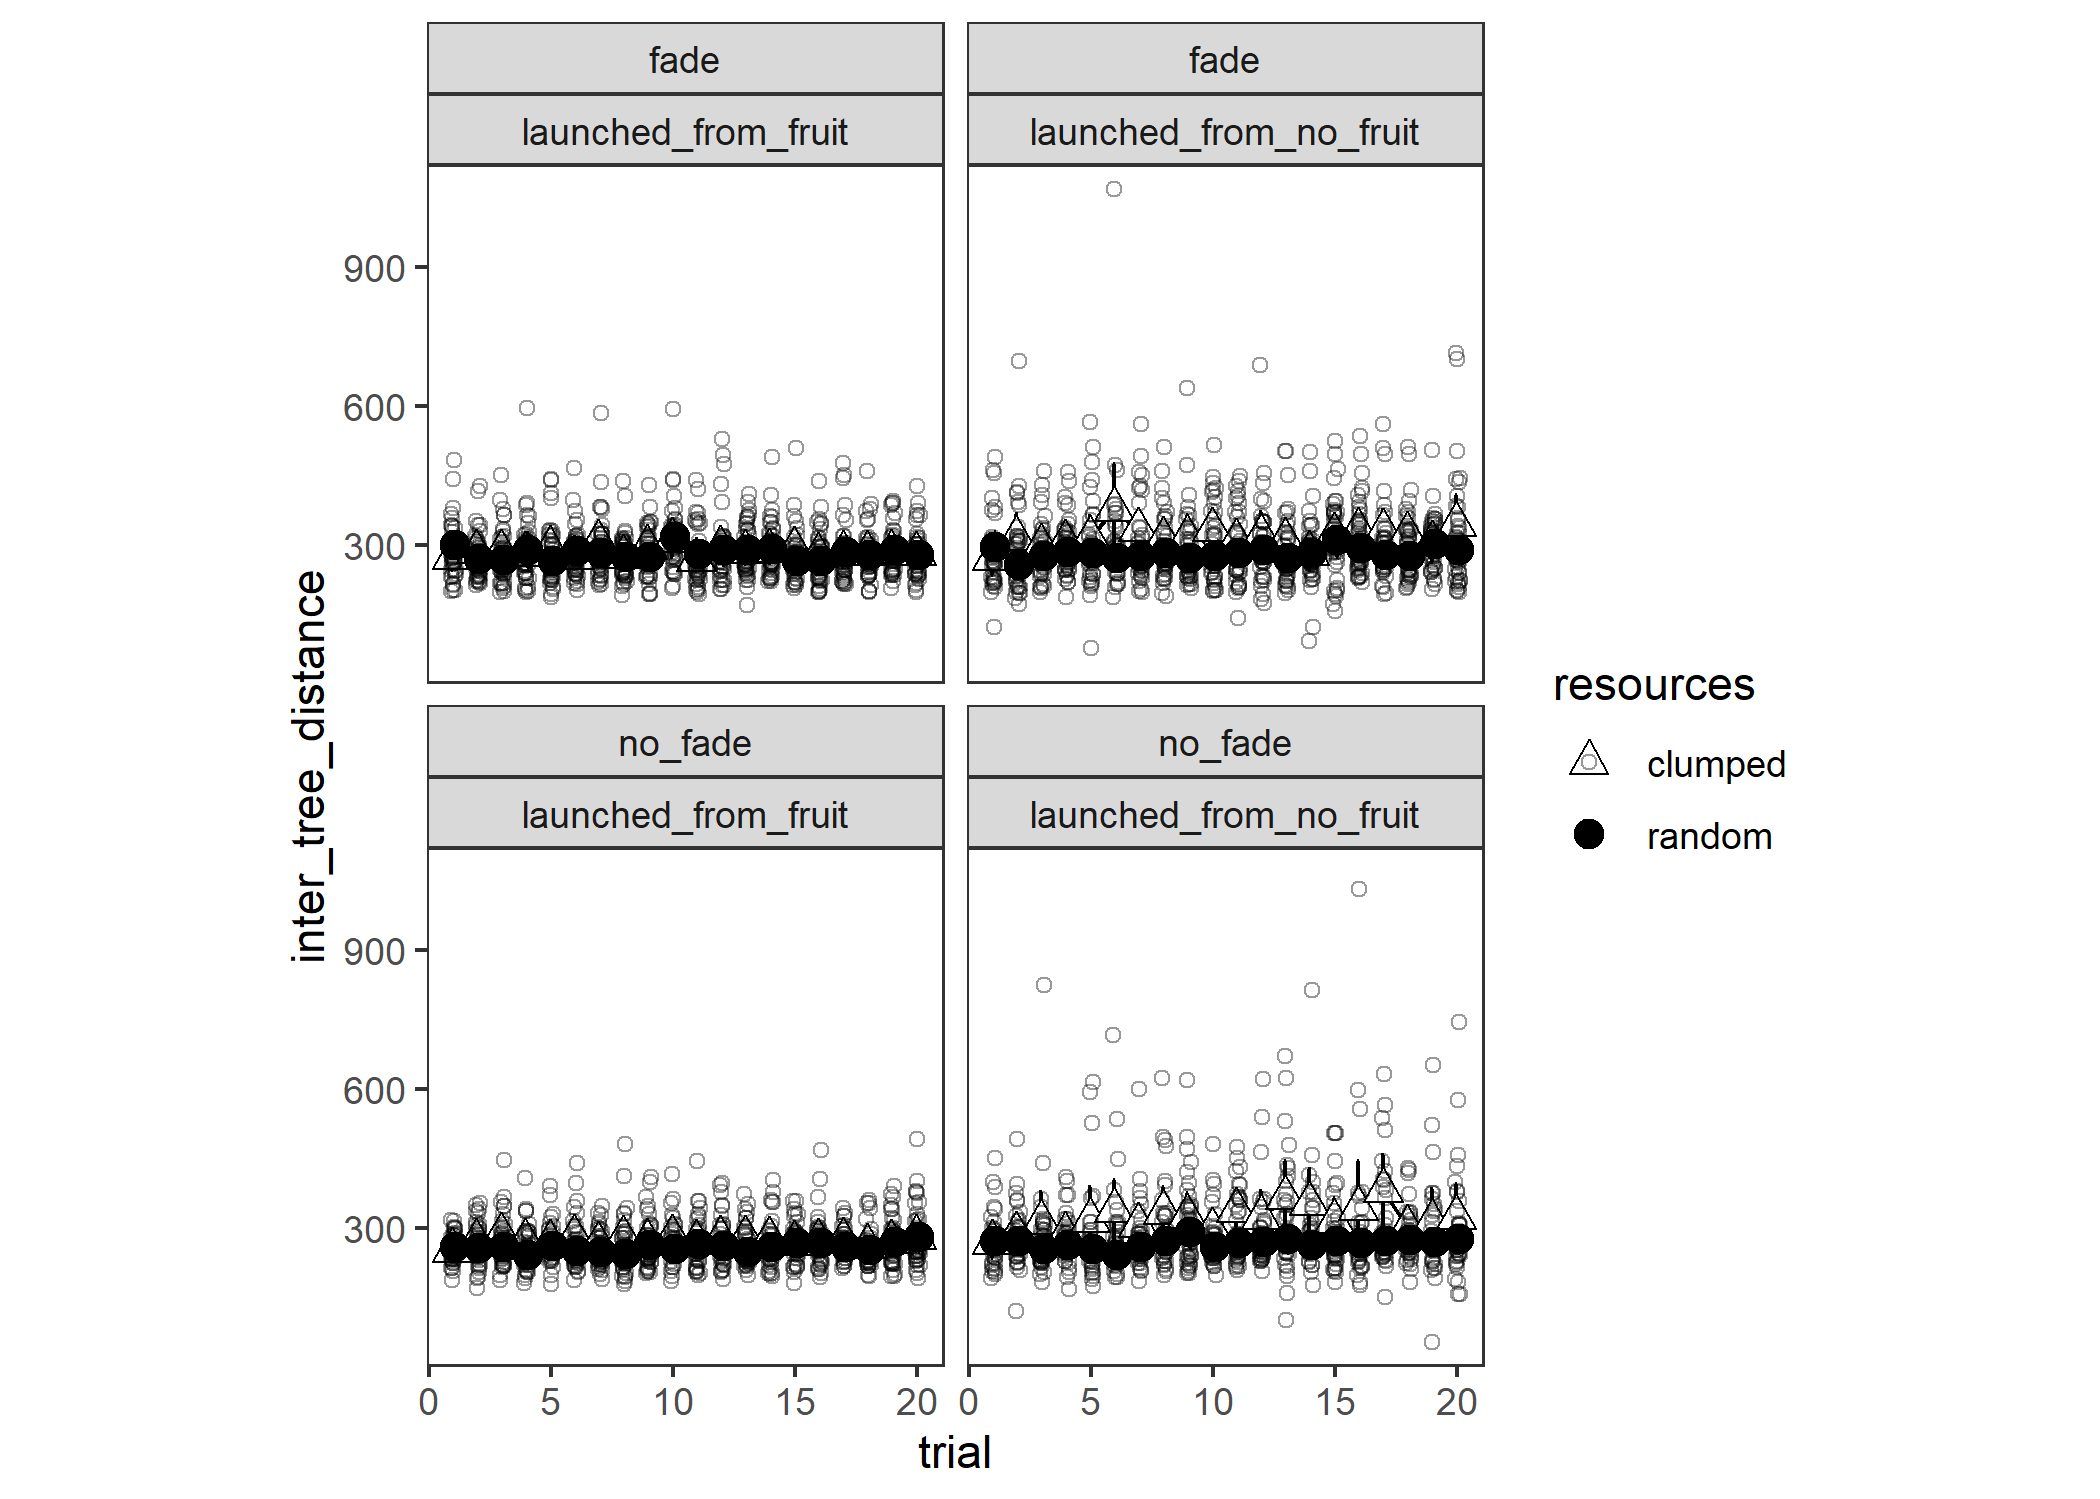 fade
launched_from_fruit
fade
launched_from_no_fruit
900
600
300
no_fade
launched_from_fruit
no_fade
launched_from_no_fruit
900
600
300
0 5 10 15 20
0 5 10 15 20
trial
inter_tree_distance
resources
clumped
random